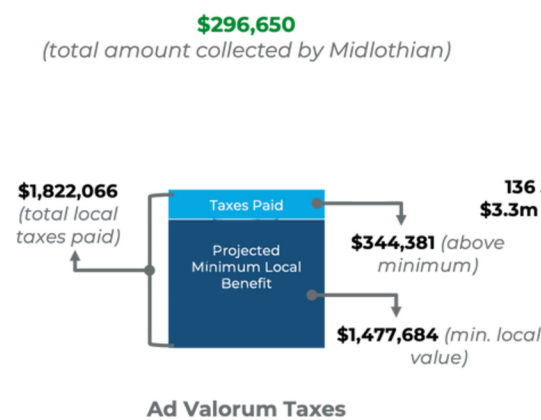 $296,650
(total amount collected by Midlothian)
$1,822,066
(total local
taxes paid)
Taxes Paid
Projected
Minimum Local
Benefit
136
$3.3m
$344,381 (above
minimum)
$1,477,684 (min. local
value)
Ad Valorum Taxes